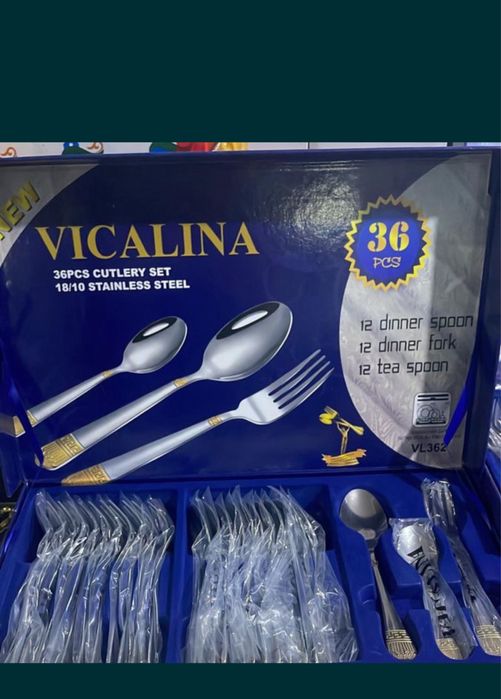 NEW
VICALINA
36PCS CUTLERY SET
18/10 STAINLESS STEEL
36
PCS
12 dinner spoon
12 dinner fork
12 tea spoon
VL362